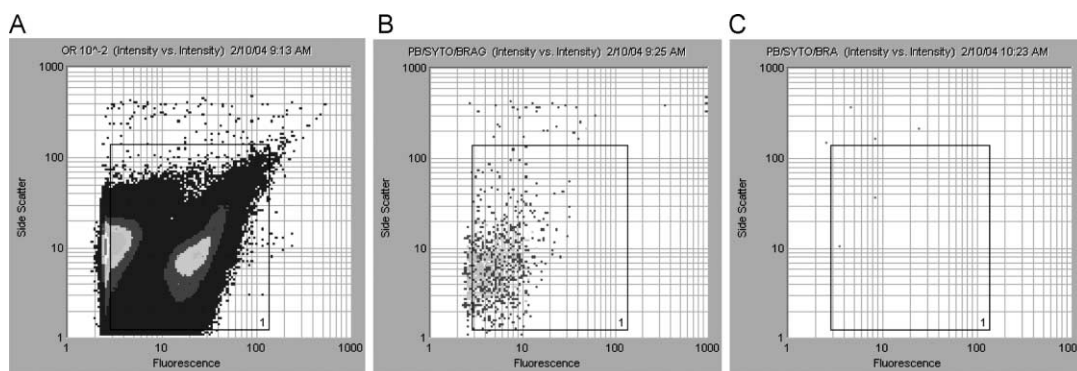 A
OR 10^-2 (Intensity vs. Intensity) 2/10/04 9:13 AM
1000
100
10
1
Side Scatter
1
1 10 100 1000
Fluorescence
B
PB/SYTO/BRAG (Intensity vs. Intensity) 2/10/04 9:25 AM
1000
100
10
1
Side Scatter
1
1 10 100 1000
Fluorescence
C
PB/SYTO/BRA (Intensity vs. Intensity) 2/10/04 10:23 AM
1000
100
10
1
Side Scatter
1
1 10 100 1000
Fluorescence